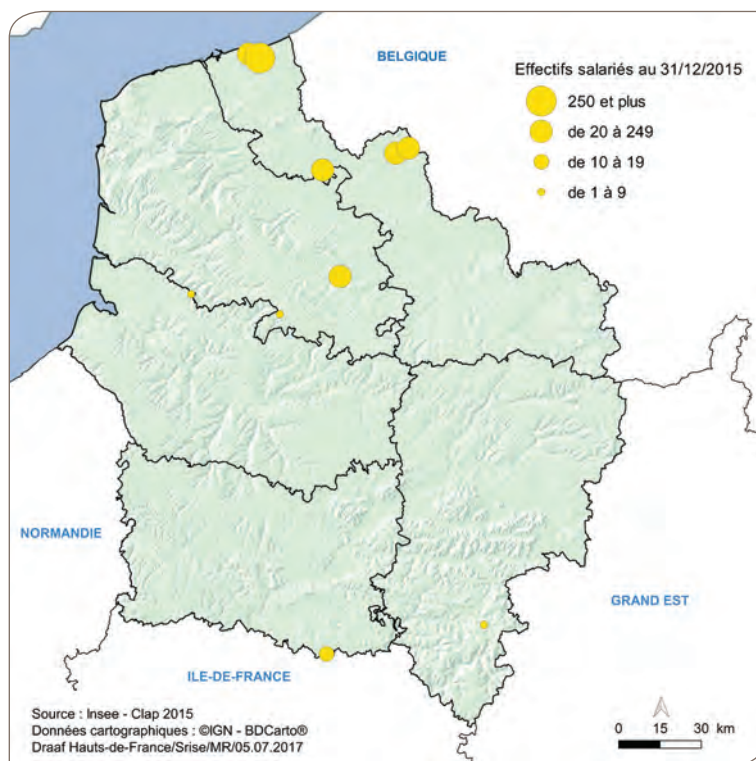 BELGIQUE
Effectifs salariés au 31/12/2015
250 et plus
de 20 à 249
de 10 à 19
de 1 à 9
NORMANDIE
GRAND EST
ILE-DE-FRANCE
Source : Insee - Clap 2015
Données cartographiques : ©IGN - BDCarto®
Draaf Hauts-de-France/Srise/MR/05.07.2017
0 15 30 km